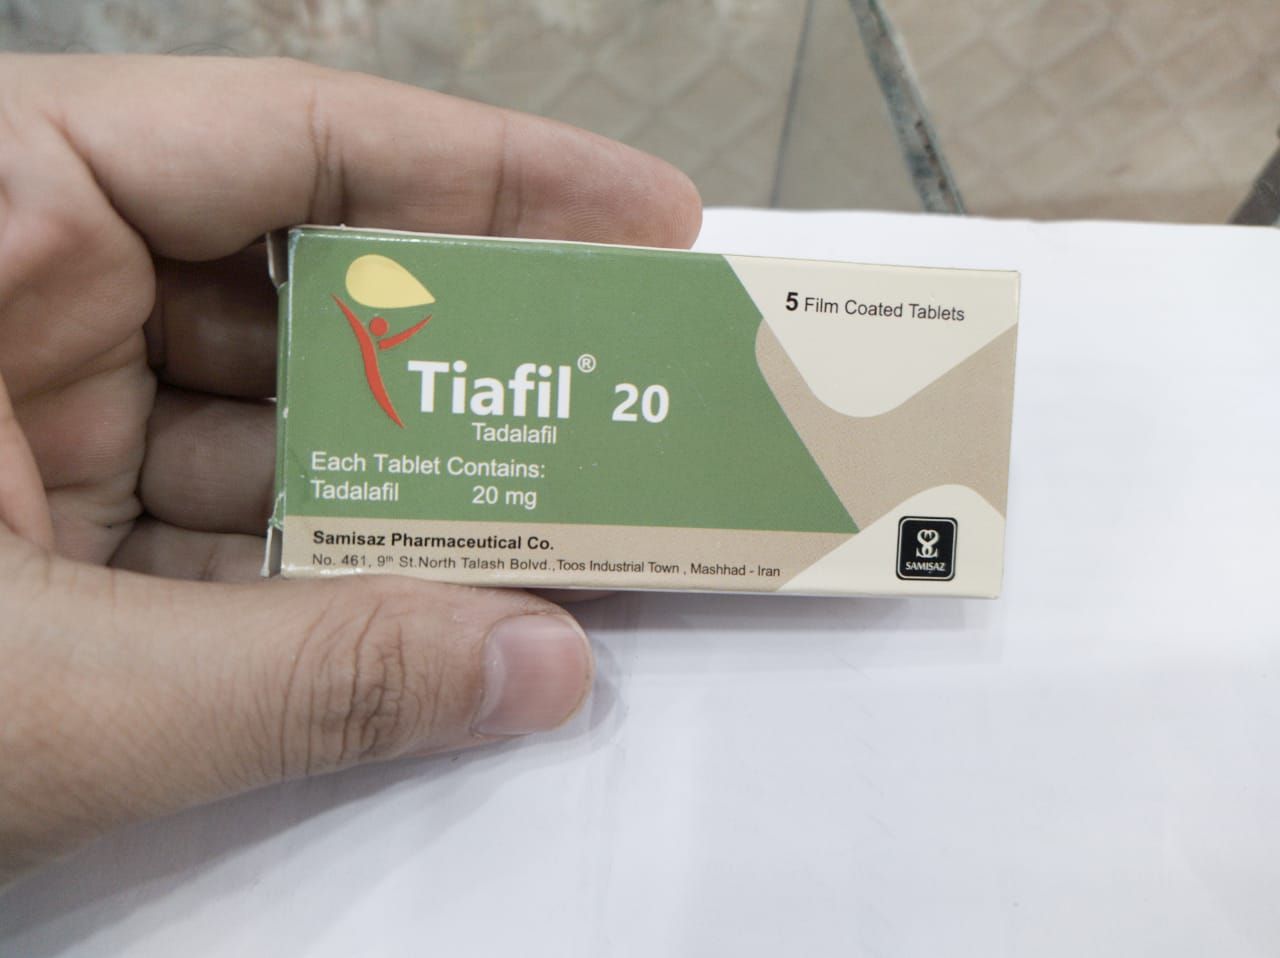 5 Film Coated Tablets
Tiafil® 20
Tadalafil
Each Tablet Contains:
Tadalafil 20 mg
Samisaz Pharmaceutical Co.
No. 461, 9th St.North Talash Bolvd.,Toos Industrial Town , Mashhad - Iran
SAMISAZ